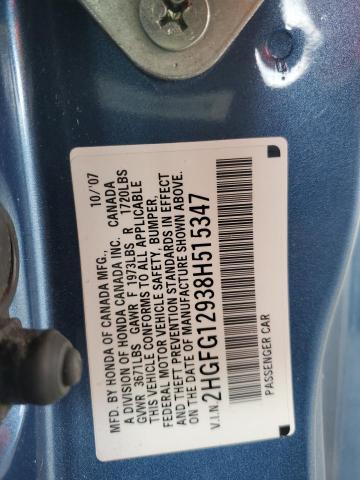 MFD. BY HONDA OF CANADA MFG., 10/'07
A DIVISION OF HONDA CANADA INC. CANADA
GVWR 3671LBS GAWR F 1973LBS R 1720LBS
THIS VEHICLE CONFORMS TO ALL APPLICABLE
FEDERAL MOTOR VEHICLE SAFETY, BUMPER,
AND THEFT PREVENTION STANDARDS IN EFFECT
ON THE DATE OF MANUFACTURE SHOWN ABOVE.
V.I.N. 2HGFG12938H515347
PASSENGER CAR